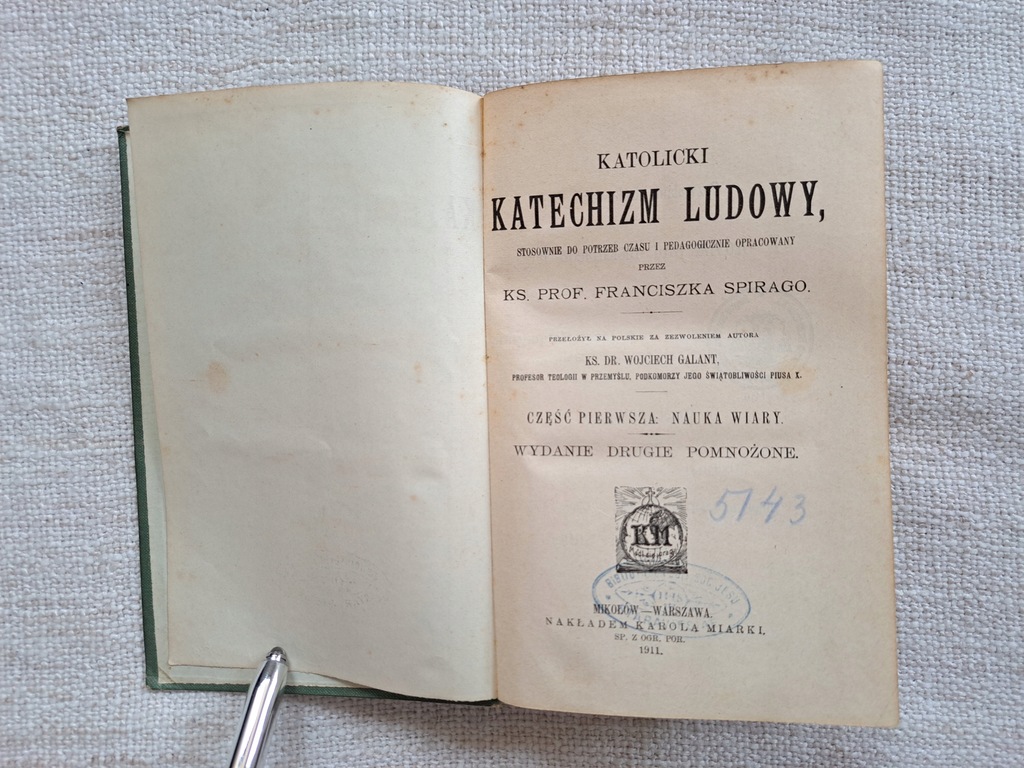 KATOLICKI
KATECHIZM LUDOWY,
STOSOWNIE DO POTRZEB CZASU I PEDAGOGICZNIE OPRACOWANY
PRZEZ
KS. PROF. FRANCISZKA SPIRAGO.
PRZEŁOŻYŁ NA POLSKIE ZA ZEZWOLENIEM AUTORA
KS. DR. WOJCIECH GALANT,
PROFESOR TEOLOGII W PRZEMYŚLU, PODKOMORZY JEGO ŚWIĄTOBLIWOŚCI PIUSA X.
CZĘŚĆ PIERWSZA: NAUKA WIARY.
WYDANIE DRUGIE POMNOŻONE.
5143
KM
MIKOŁÓW—WARSZAWA.
NAKŁADEM KAROLA MIARKI,
SP. Z OGR. POR.
1911.